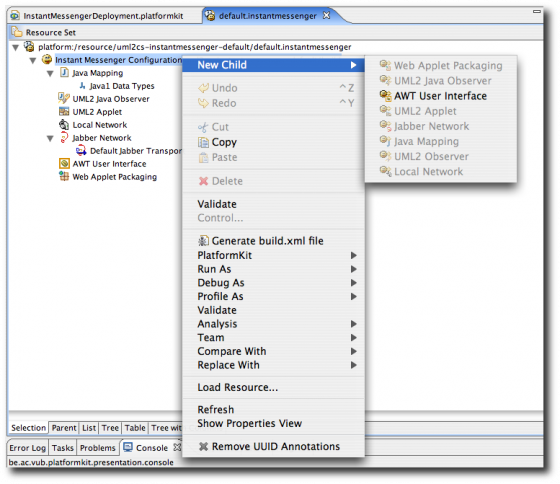 InstantMessengerDeployment.platformkit
default.instantmessenger
Resource Set
platform:/resource/uml2cs-instantmessenger-default/default.instantmessenger
Instant Messenger Configuration
Java Mapping
Java1 Data Types
UML2 Java Observer
UML2 Applet
Local Network
Jabber Network
Default Jabber Transpor
AWT User Interface
Web Applet Packaging
New Child
Undo ^Z
Redo ^Y
Cut
Copy
Paste
Delete
Validate
Control...
Generate build.xml file
PlatformKit
Run As
Debug As
Profile As
Validate
Analysis
Team
Compare With
Replace With
Load Resource...
Refresh
Show Properties View
Remove UUID Annotations
Web Applet Packaging
UML2 Java Observer
AWT User Interface
UML2 Applet
Jabber Network
Java Mapping
UML2 Observer
Local Network
Selection Parent List Tree Table Tree wit
Error Log Tasks Problems Console
be.ac.vub.platformkit.presentation.console